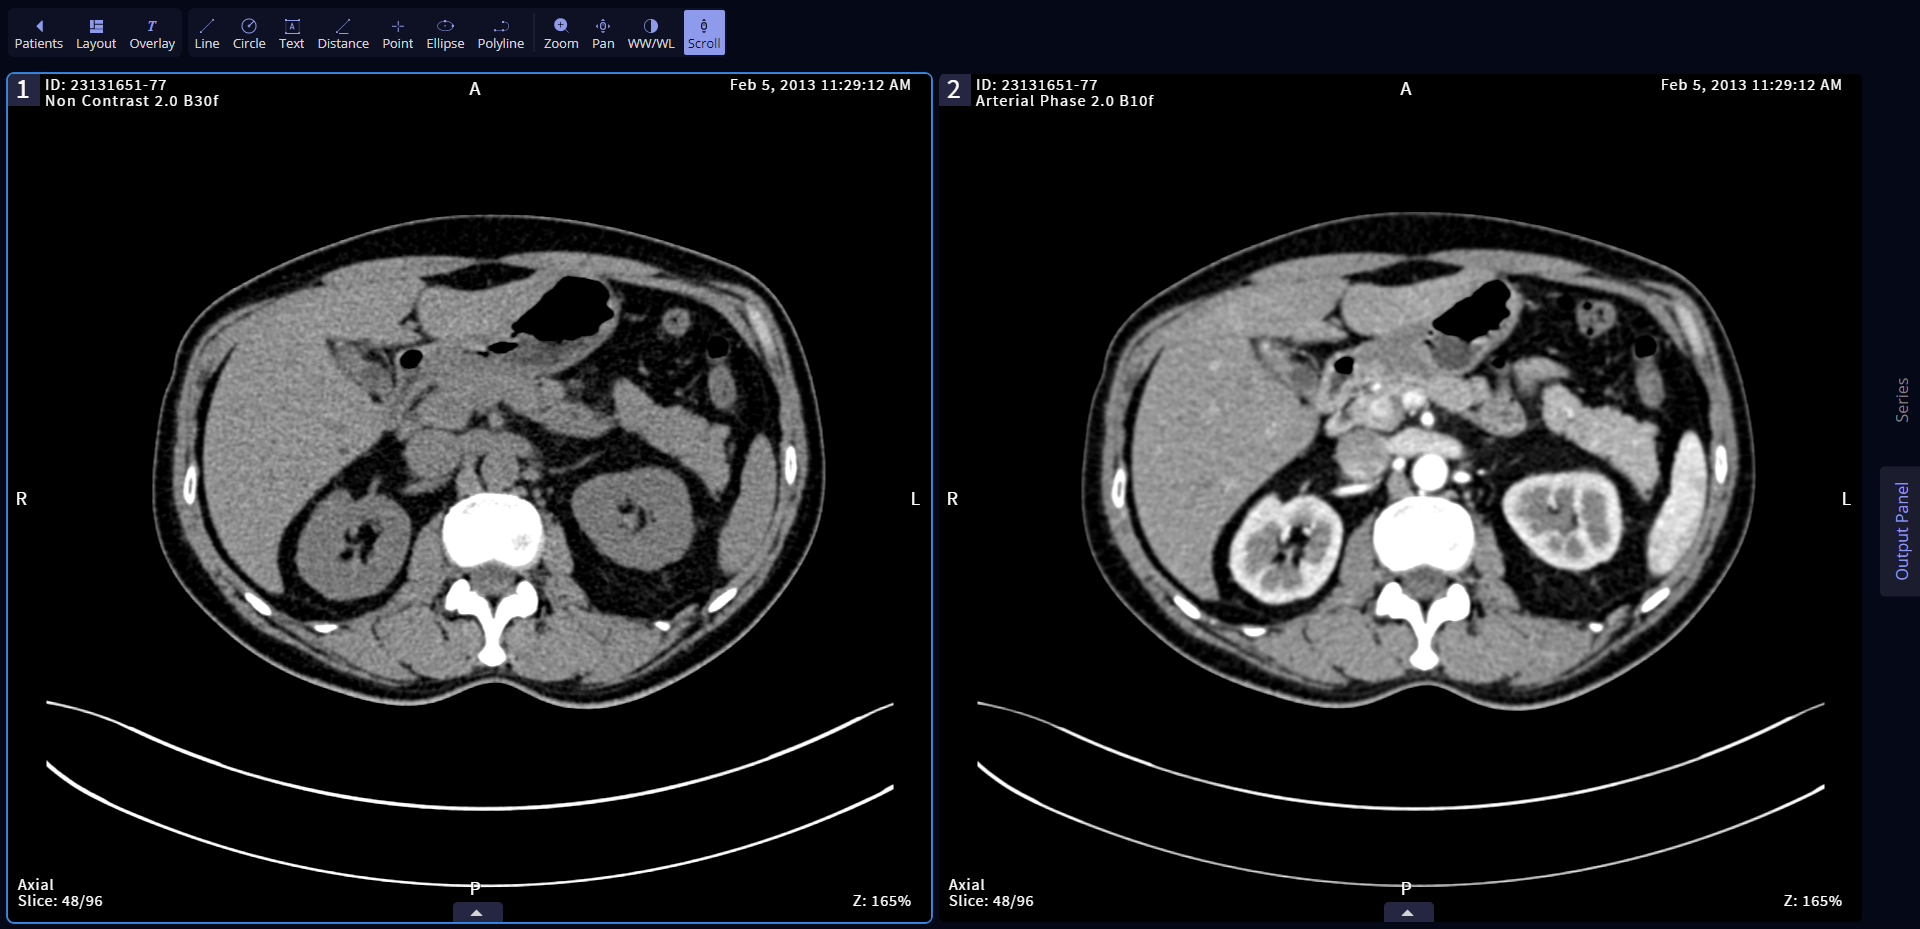 Patients Layout Overlay Line Circle Text Distance Point Ellipse Polyline Zoom Pan WW/WL Scroll
1
ID: 23131651-77
Non Contrast 2.0 B30f
A
Feb 5, 2013 11:29:12 AM
R
L
Axial
Slice: 48/96
P
Z: 165%
2
ID: 23131651-77
Arterial Phase 2.0 B10f
A
Feb 5, 2013 11:29:12 AM
R
L
Axial
Slice: 48/96
P
Z: 165%
Series
Output Panel